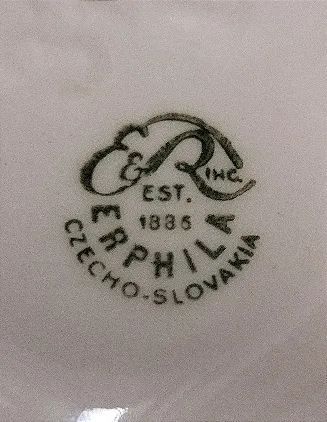 E&R INC.
EST.
1886
ERPHILA
CZECHO-SLOVAKIA